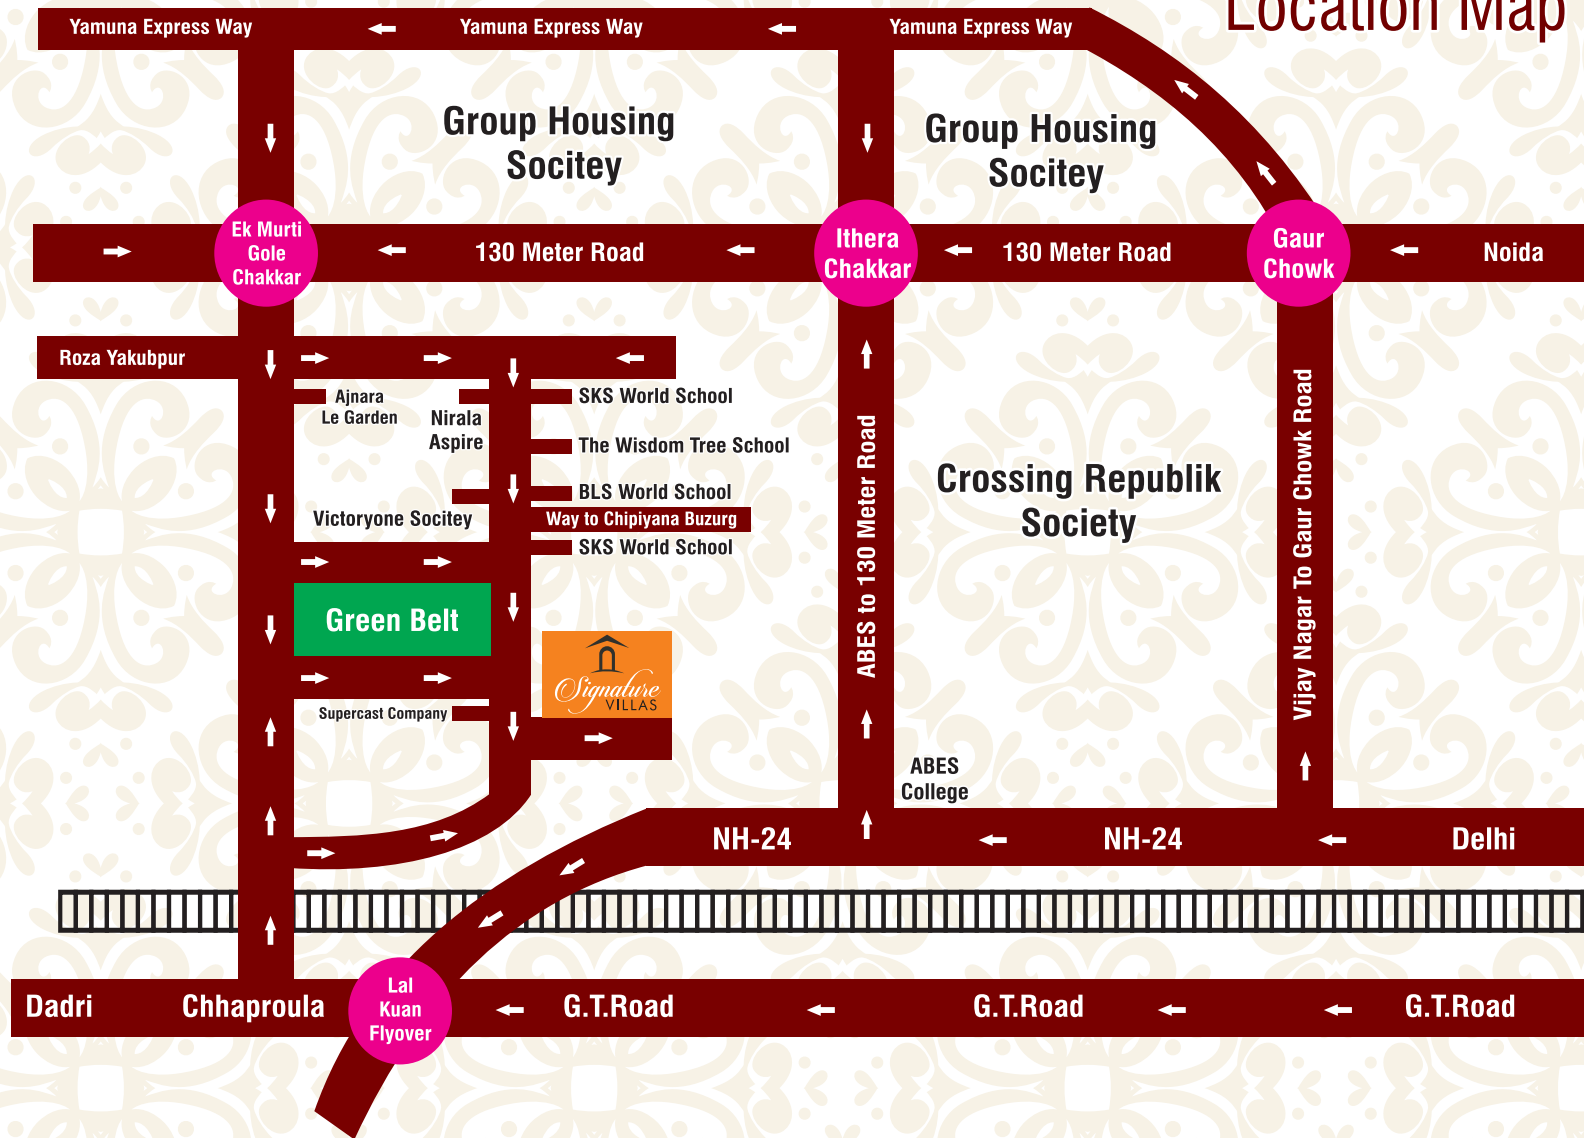 Location Map
Yamuna Express Way
Yamuna Express Way
Yamuna Express Way
Group Housing
Socitey
Group Housing
Socitey
Ek Murti
Gole
Chakkar
130 Meter Road
Ithera
Chakkar
130 Meter Road
Gaur
Chowk
Noida
Roza Yakubpur
Ajnara
Le Garden
Nirala
Aspire
SKS World School
The Wisdom Tree School
BLS World School
Victoryone Socitey
Way to Chipiyana Buzurg
SKS World School
ABES to 130 Meter Road
Crossing Republik
Society
Vijay Nagar To Gaur Chowk Road
Green Belt
Signature
VILLAS
Supercast Company
ABES
College
NH-24
NH-24
Delhi
Dadri
Chhaproula
Lal
Kuan
Flyover
G.T.Road
G.T.Road
G.T.Road